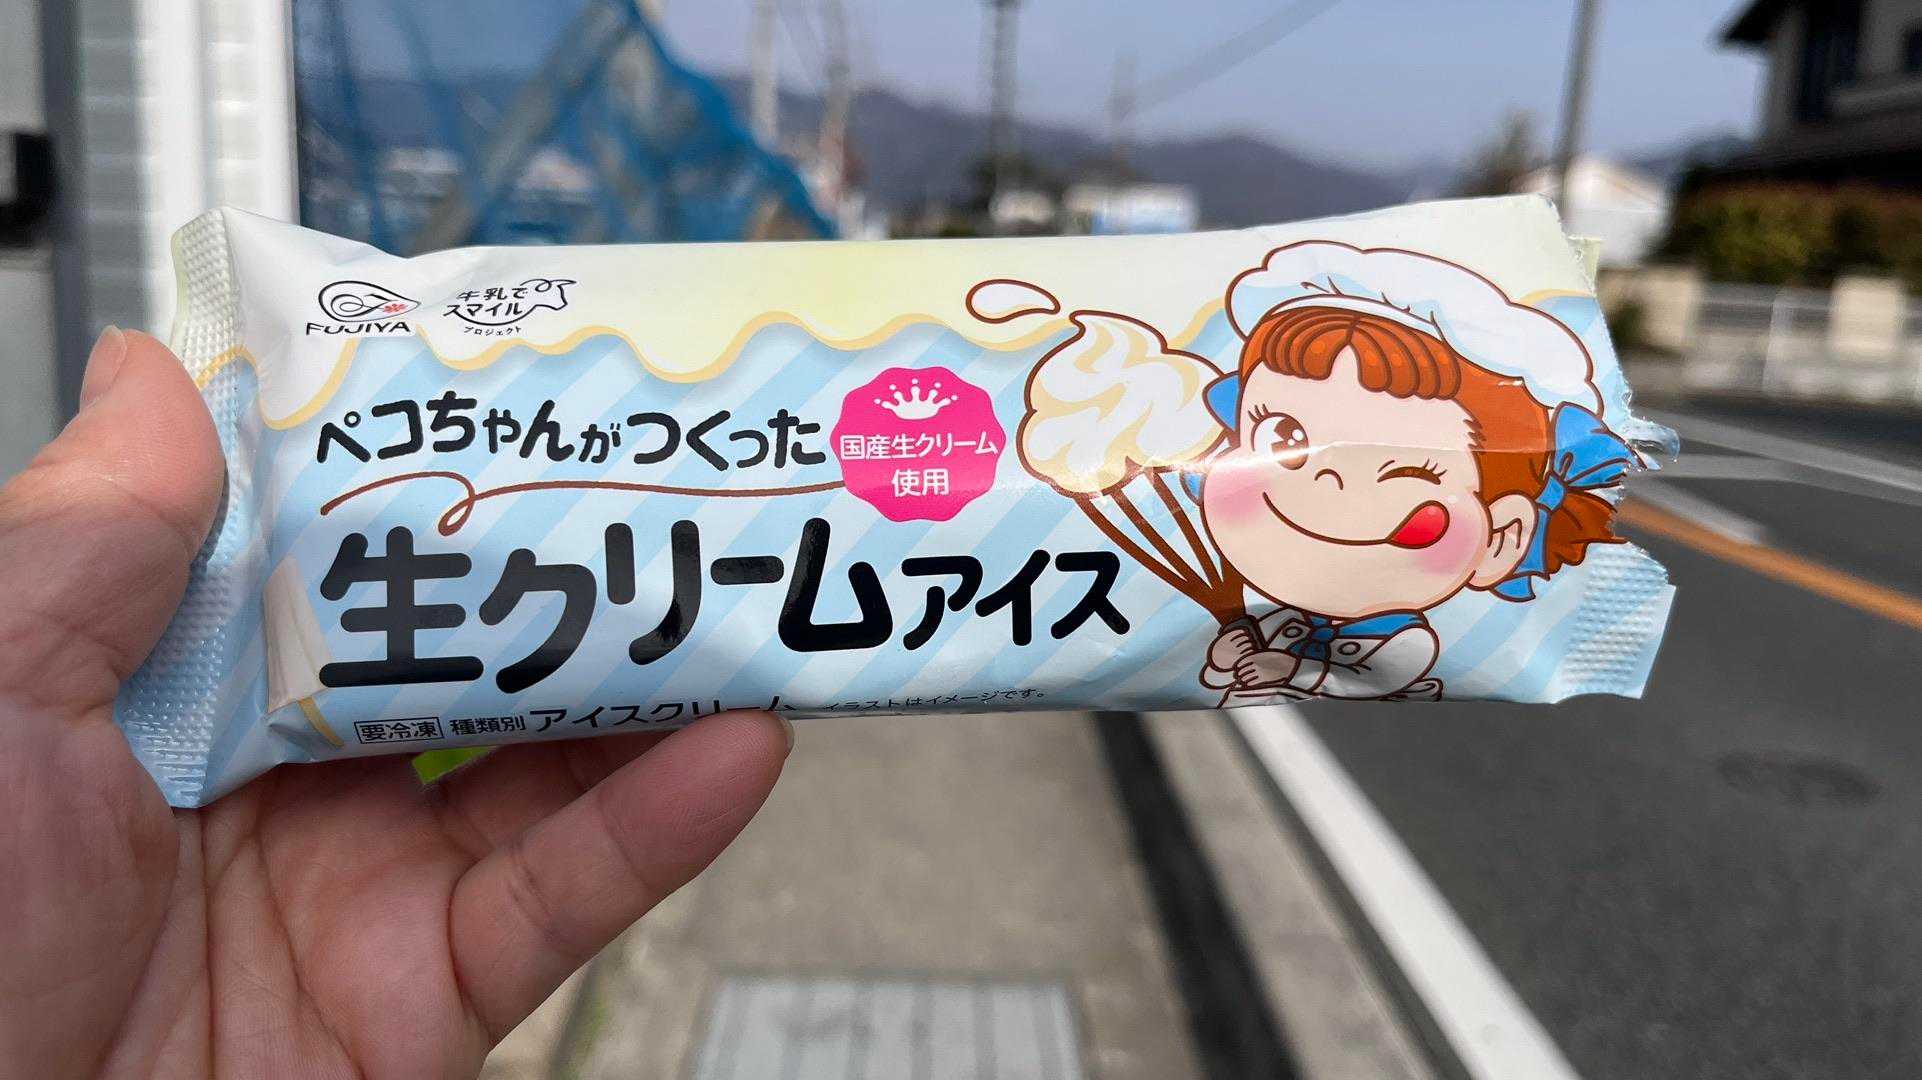 FUJIYA
牛乳で
スマイル
プロジェクト
ペコちゃんがつくった
国産生クリーム
使用
生クリームアイス
要冷凍 種類別 アイスクリーム イラストはイメージです。